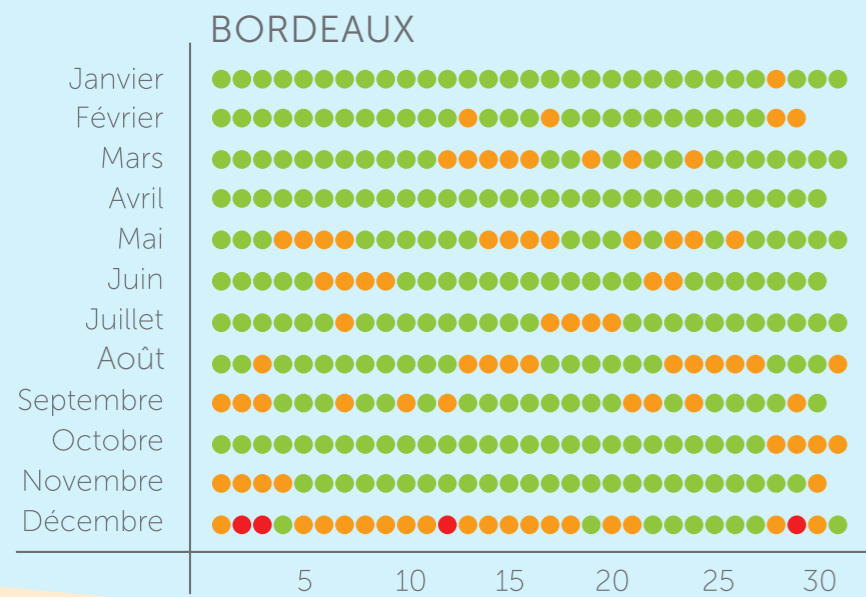 BORDEAUX
Janvier
Février
Mars
Avril
Mai
Juin
Juillet
Août
Septembre
Octobre
Novembre
Décembre
5 10 15 20 25 30